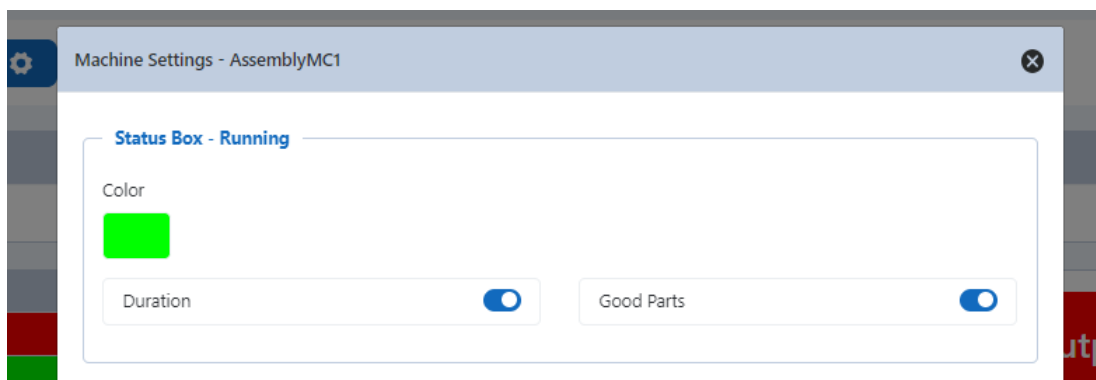 Machine Settings - AssemblyMC1
Status Box - Running
Color
Duration
Good Parts